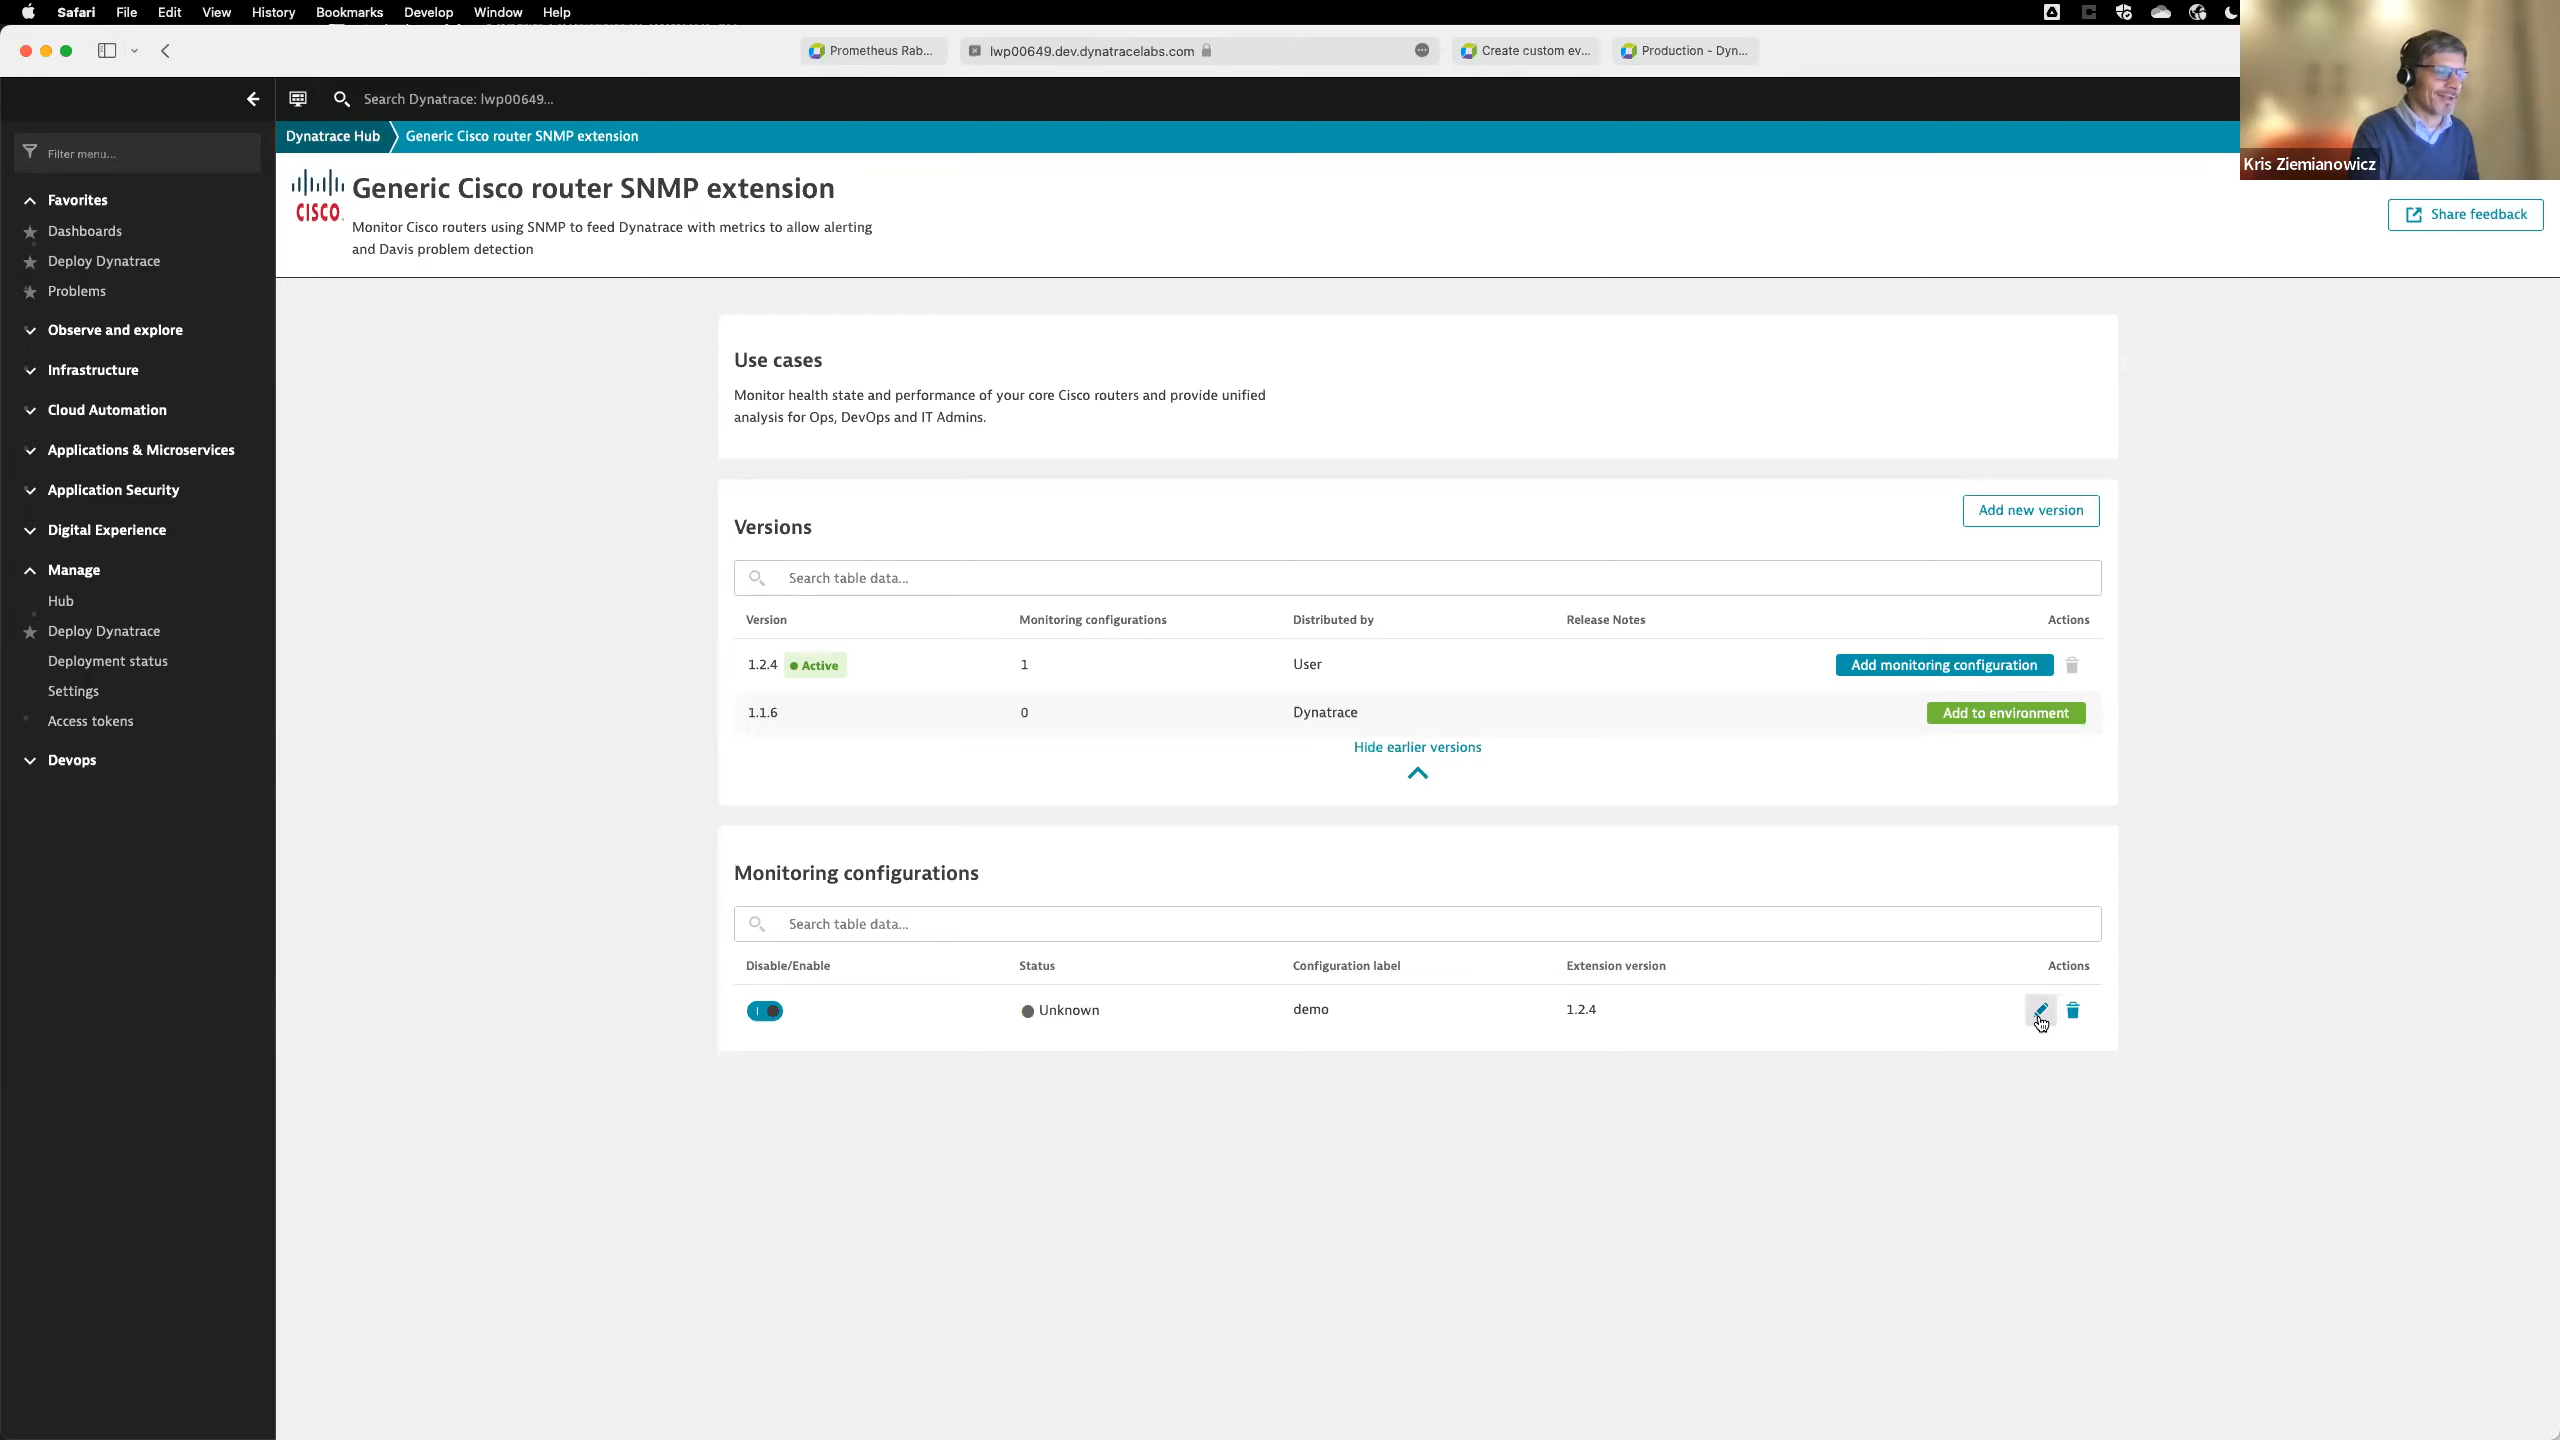 Safari File Edit View History Bookmarks Develop Window Help
Prometheus Rab...
lwp00649.dev.dynatracelabs.com
Create custom ev...
Production - Dyn...
Kris Ziemianowicz
Search Dynatrace: lwp00649...
Dynatrace Hub
Generic Cisco router SNMP extension
Filter menu...
Favorites
Dashboards
Deploy Dynatrace
Problems
Observe and explore
Infrastructure
Cloud Automation
Applications & Microservices
Application Security
Digital Experience
Manage
Hub
Deploy Dynatrace
Deployment status
Settings
Access tokens
Devops
CISCO
Generic Cisco router SNMP extension
Monitor Cisco routers using SNMP to feed Dynatrace with metrics to allow alerting
and Davis problem detection
Share feedback
Use cases
Monitor health state and performance of your core Cisco routers and provide unified
analysis for Ops, DevOps and IT Admins.
Versions
Add new version
Search table data...
Version Monitoring configurations Distributed by Release Notes Actions
1.2.4 Active 1 User Add monitoring configuration
1.1.6 0 Dynatrace Add to environment
Hide earlier versions
Monitoring configurations
Search table data...
Disable/Enable Status Configuration label Extension version Actions
Unknown demo 1.2.4